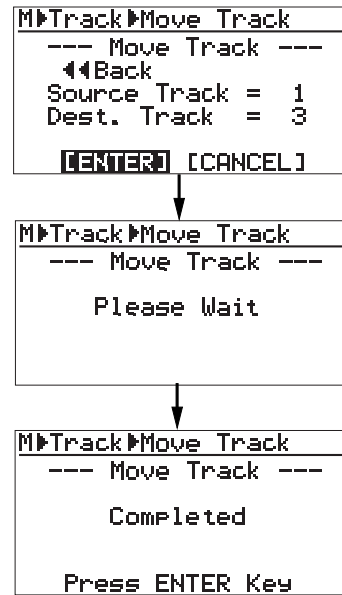 M▶Track▶Move Track
--- Move Track ---
◀◀Back
Source Track = 1
Dest. Track = 3
[ENTER] [CANCEL]
M▶Track▶Move Track
--- Move Track ---
Please Wait
M▶Track▶Move Track
--- Move Track ---
Completed
Press ENTER Key